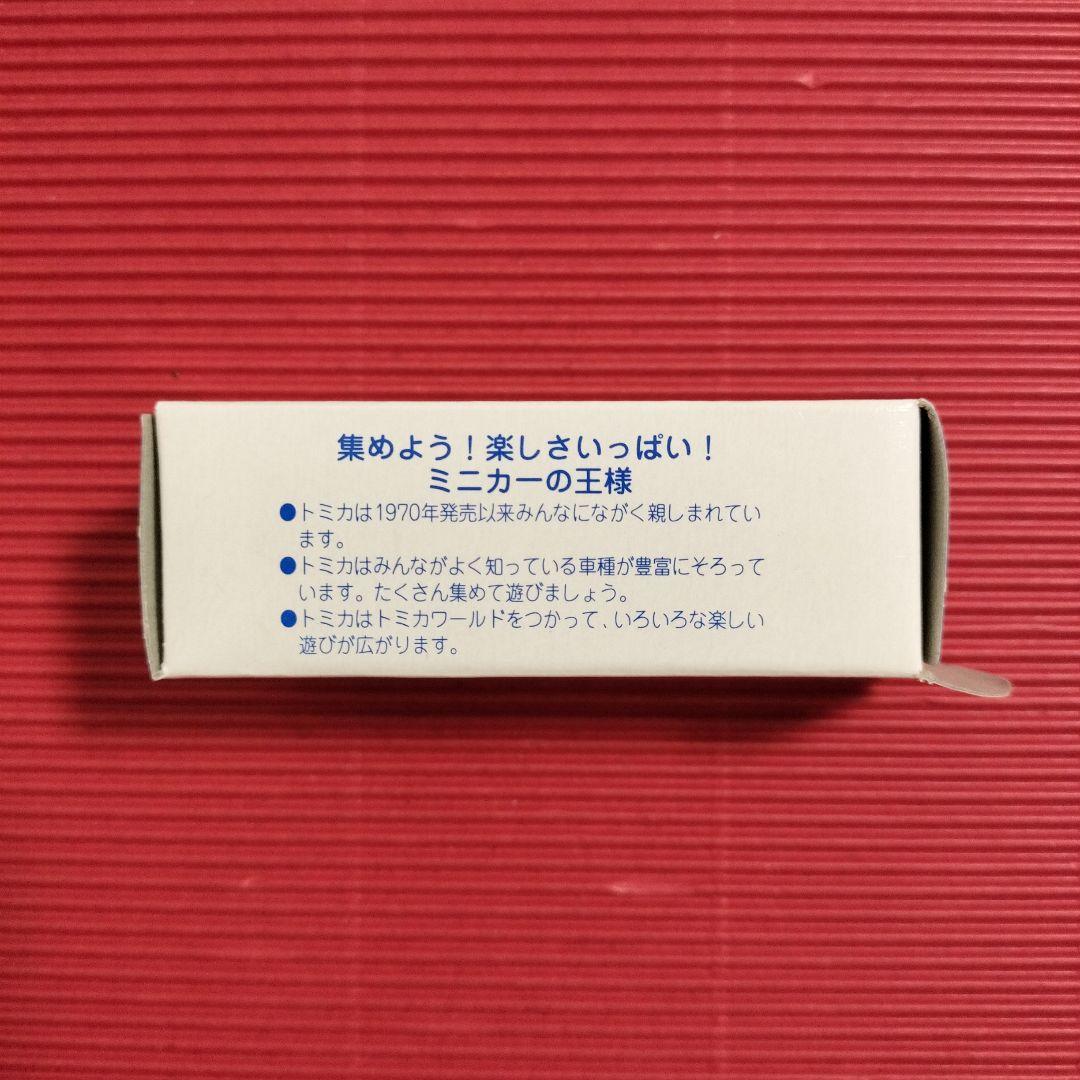 集めよう！楽しさいっぱい！
ミニカーの王様
●トミカは1970年発売以来みんなにながく親しまれてい
ます。
●トミカはみんながよく知っている車種が豊富にそろって
います。たくさん集めて遊びましょう。
●トミカはトミカワールドをつかって、いろいろな楽しい
遊びが広がります。